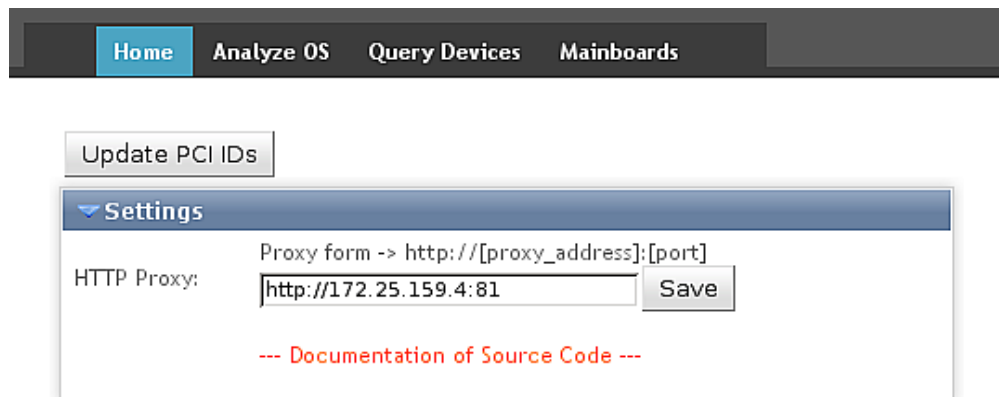 Home Analyze OS Query Devices Mainboards
Update PCI IDs
Settings
Proxy form -> http://[proxy_address]:[port]
HTTP Proxy:
http://172.25.159.4:81 Save
--- Documentation of Source Code ---